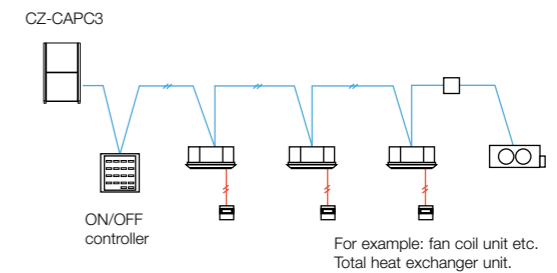 CZ-CAPC3
ON/OFF
controller
For example: fan coil unit etc.
Total heat exchanger unit.